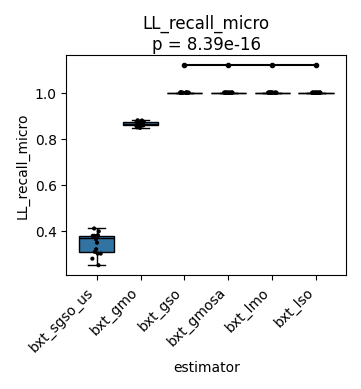 LL_recall_micro
p = 8.39e-16
LL_recall_micro
1.0
0.8
0.6
0.4
bxt_sgso_us
bxt_gmo
bxt_gso
bxt_gmosa
bxt_lmo
bxt_lso
estimator